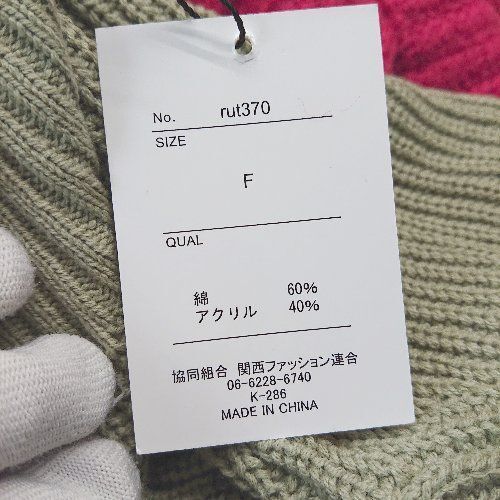 No. rut370
SIZE
F
QUAL
綿 60%
アクリル 40%
協同組合 関西ファッション連合
06-6228-6740
K-286
MADE IN CHINA